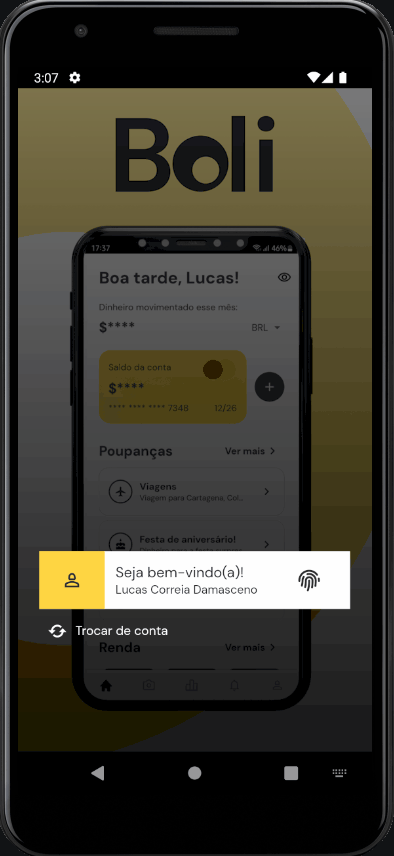 3:07
Boli
17:37
46%
Boa tarde, Lucas!
Dinheiro movimentado esse mês:
$****
BRL
Saldo da conta
$****
**** **** **** 7348 12/26
Poupanças
Ver mais
Viagens
Viagem para Cartagena, Col...
Festa de aniversário!
Seja bem-vindo(a)!
Lucas Correia Damasceno
Trocar de conta
Renda
Ver mais